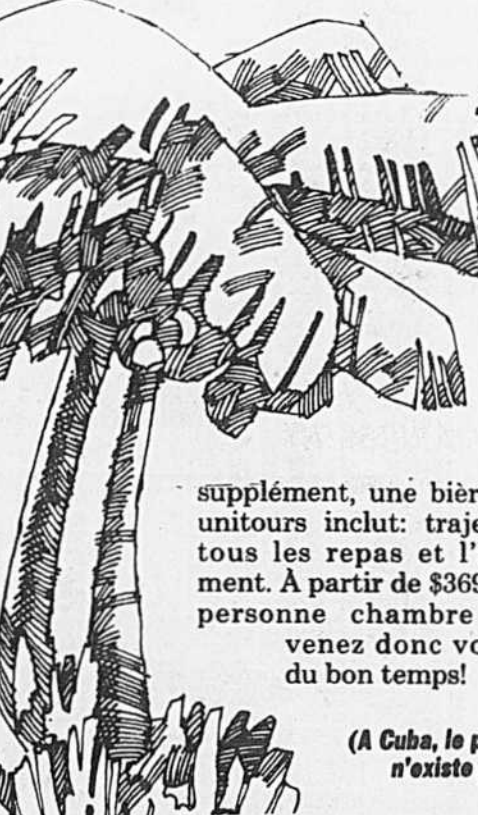 supplément, une bièr
unitours inclut: traje
tous les repas et l'
ment. À partir de $369
personne chambre
venez donc vo
du bon temps!
(A Cuba, le p
n'existe